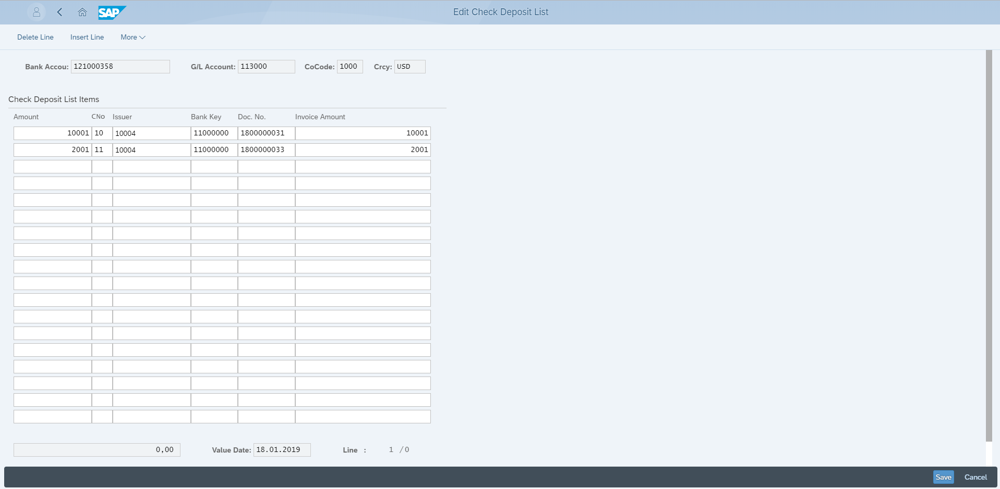 SAP Edit Check Deposit List
Delete Line Insert Line More
Bank Accou: 121000358 G/L Account: 113000 CoCode: 1000 Crcy: USD
Check Deposit List Items
Amount CNo Issuer Bank Key Doc. No. Invoice Amount
10001 10 10004 11000000 1800000031 10001
2001 11 10004 11000000 1800000033 2001
0,00 Value Date: 18.01.2019 Line : 1 /0
Save Cancel